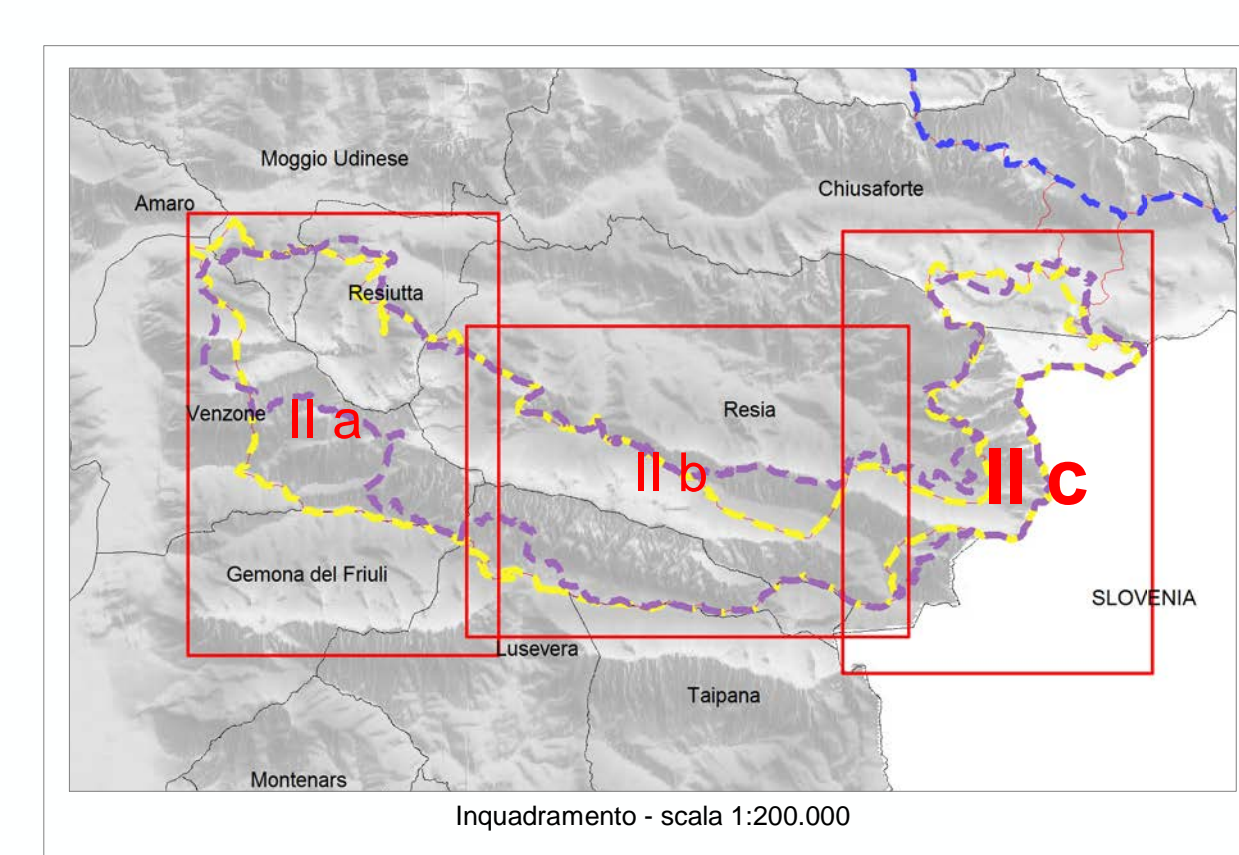 Moggio Udinese
Chiusaforte
Amaro
Resiutta
Venzone
II a
Resia
II b
II c
Gemona del Friuli
SLOVENIA
Lusevera
Taipana
Montenars
Inquadramento - scala 1:200.000